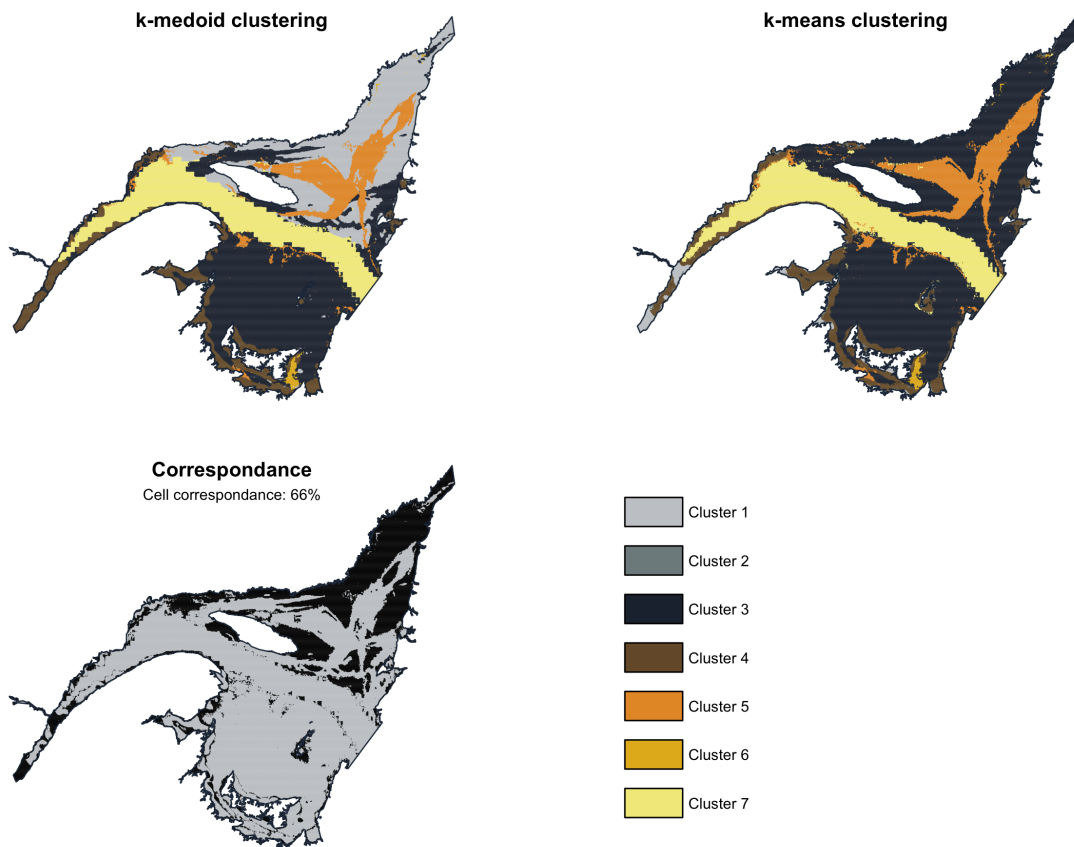 k-medoid clustering
k-means clustering
Correspondance
Cell correspondance: 66%
Cluster 1
Cluster 2
Cluster 3
Cluster 4
Cluster 5
Cluster 6
Cluster 7